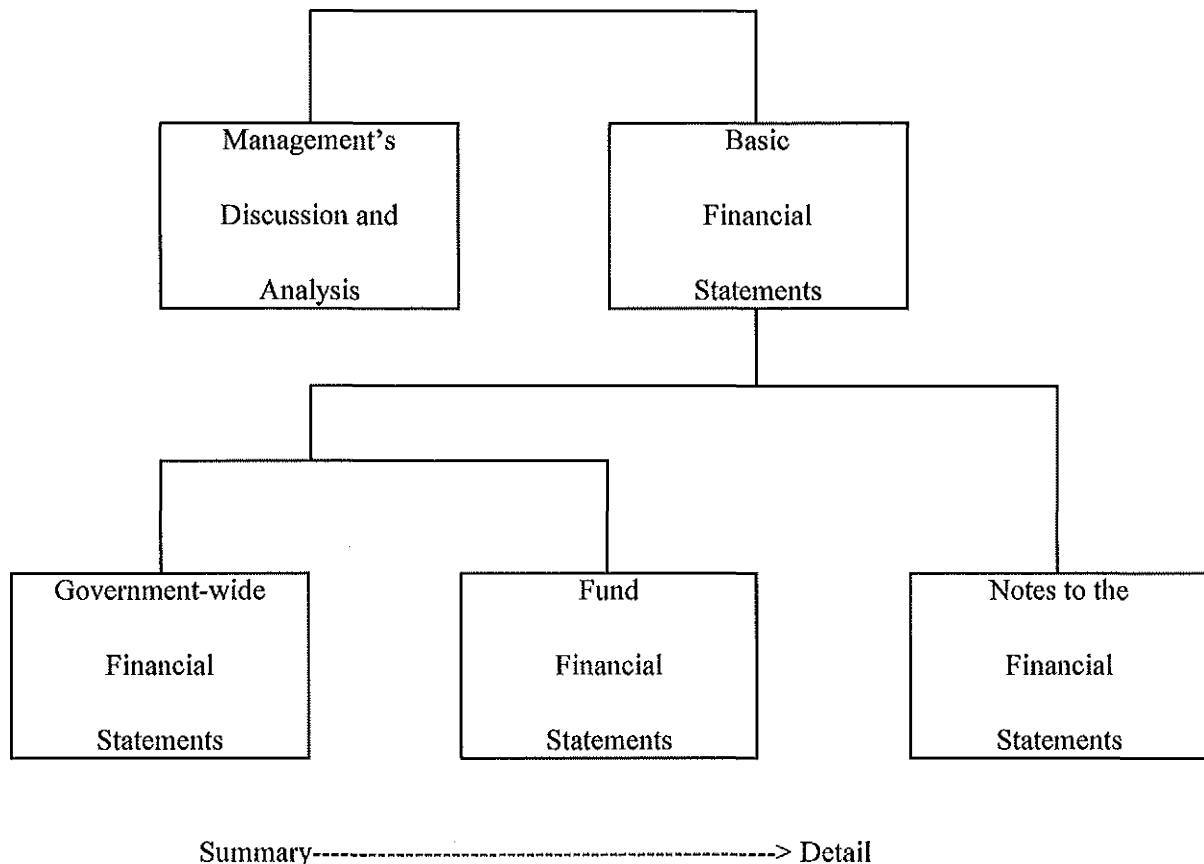 Management's
Discussion and
Analysis
Basic
Financial
Statements
Government-wide
Financial
Statements
Fund
Financial
Statements
Notes to the
Financial
Statements
Summary----------------------------------------> Detail